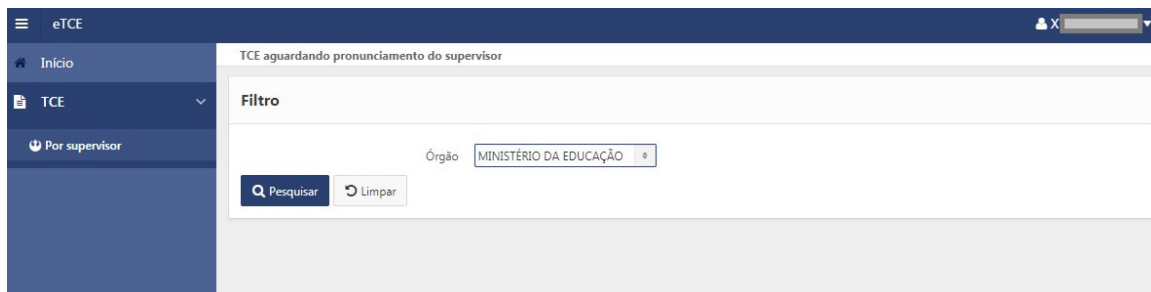 eTCE
X
Início
TCE
Por supervisor
TCE aguardando pronunciamento do supervisor
Filtro
Órgão MINISTÉRIO DA EDUCAÇÃO
Pesquisar Limpar